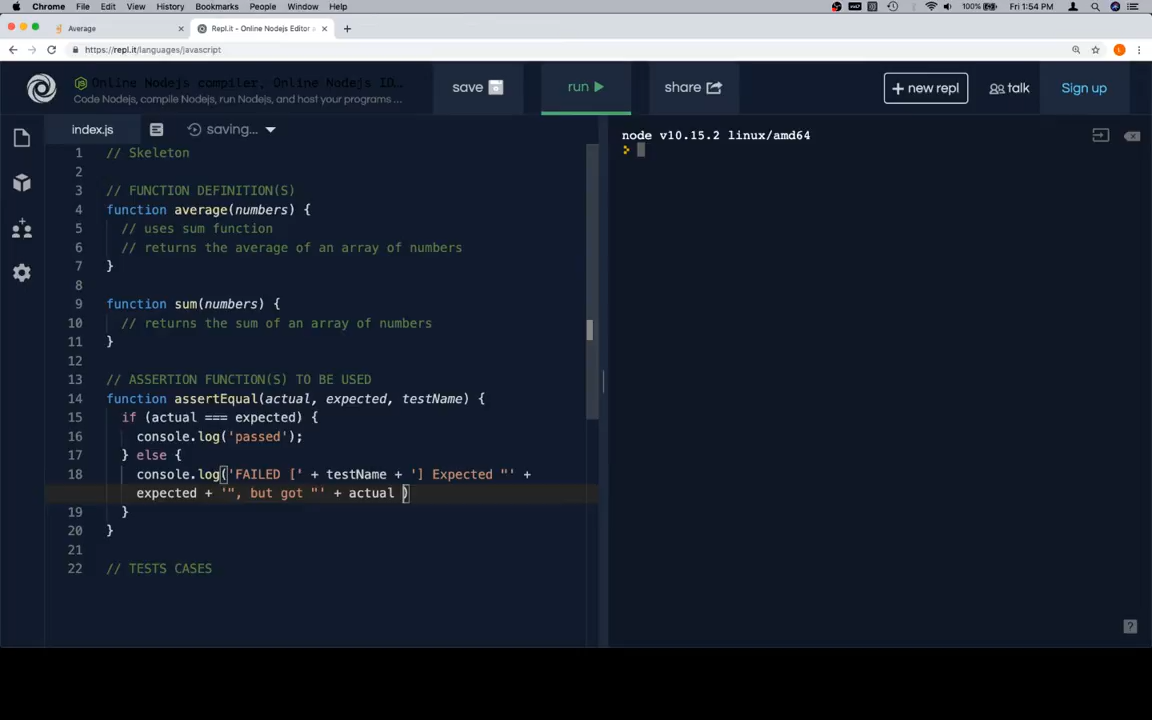 Chrome File Edit View History Bookmarks People Window Help 100% Fri 1:54 PM
Average Repl.it - Online Nodejs Editor
https://repl.it/languages/javascript
Online Nodejs compiler, Online Nodejs ID...
Code Nodejs, compile Nodejs, run Nodejs, and host your programs ...
save run share + new repl talk Sign up
index.js saving...
node v10.15.2 linux/amd64
1 // Skeleton
2
3 // FUNCTION DEFINITION(S)
4 function average(numbers) {
5 // uses sum function
6 // returns the average of an array of numbers
7 }
8
9 function sum(numbers) {
10 // returns the sum of an array of numbers
11 }
12
13 // ASSERTION FUNCTION(S) TO BE USED
14 function assertEqual(actual, expected, testName) {
15 if (actual === expected) {
16 console.log('passed');
17 } else {
18 console.log('FAILED [' + testName + '] Expected "' +
expected + '", but got "' + actual )
19 }
20 }
21
22 // TESTS CASES
?